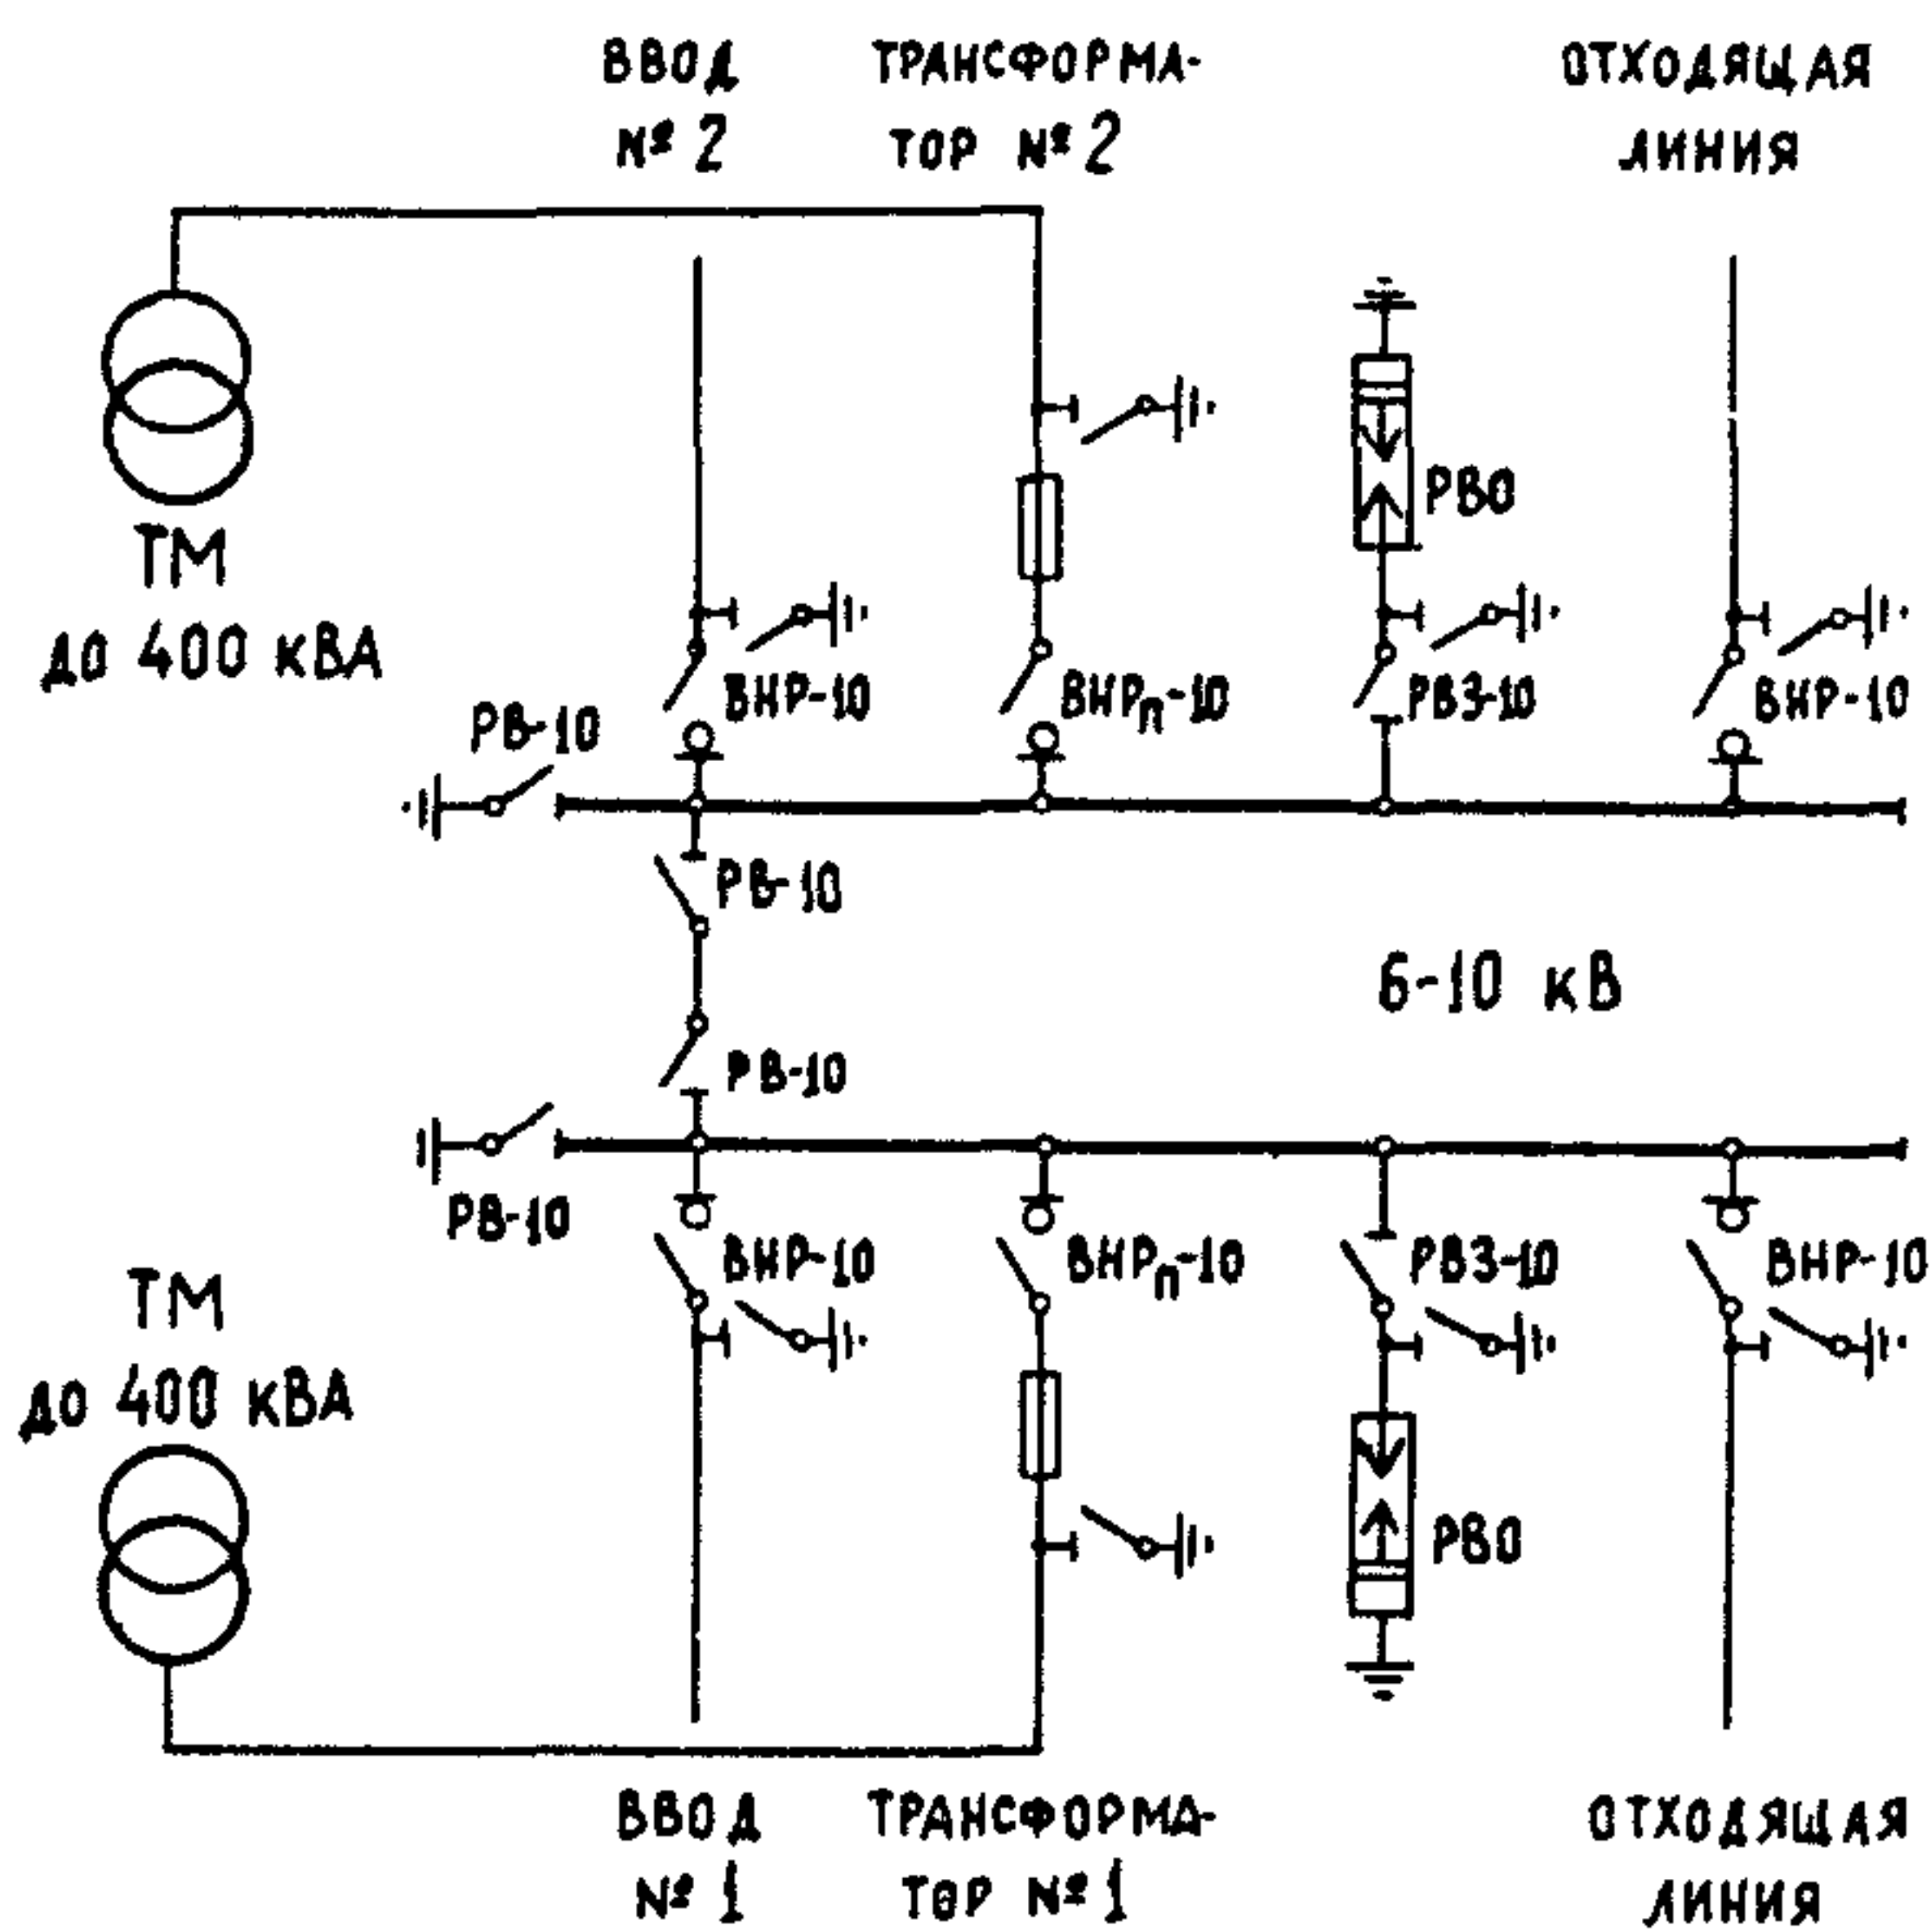 ВВОД
№ 2
ТРАНСФОРМА-
ТОР № 2
ОТХОДЯЩАЯ
ЛИНИЯ
ТМ
ДО 400 кВА
РВО
ВНР-10
ВНРп-10
РВЗ-10
ВНР-10
РВ-10
РВ-10
6-10 кВ
РВ-10
РВ-10
ВНР-10
ВНРп-10
РВЗ-10
ВНР-10
ТМ
ДО 400 кВА
РВО
ВВОД
№ 1
ТРАНСФОРМА-
ТОР № 1
ОТХОДЯЩАЯ
ЛИНИЯ